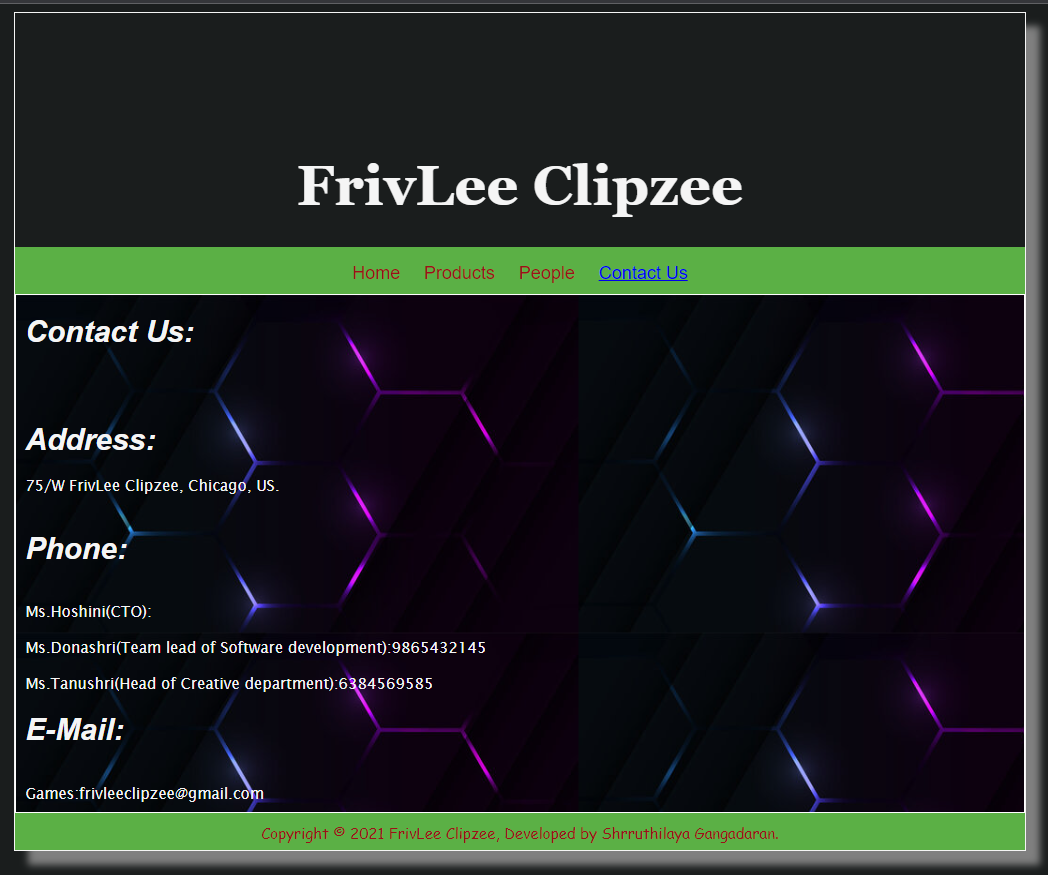 FrivLee Clipzee
Home Products People Contact Us
Contact Us:
Address:
75/W FrivLee Clipzee, Chicago, US.
Phone:
Ms.Hoshini(CTO):
Ms.Donashri(Team lead of Software development):9865432145
Ms.Tanushri(Head of Creative department):6384569585
E-Mail:
Games:frivleeclipzee@gmail.com
Copyright © 2021 FrivLee Clipzee, Developed by Shrruthilaya Gangadaran.